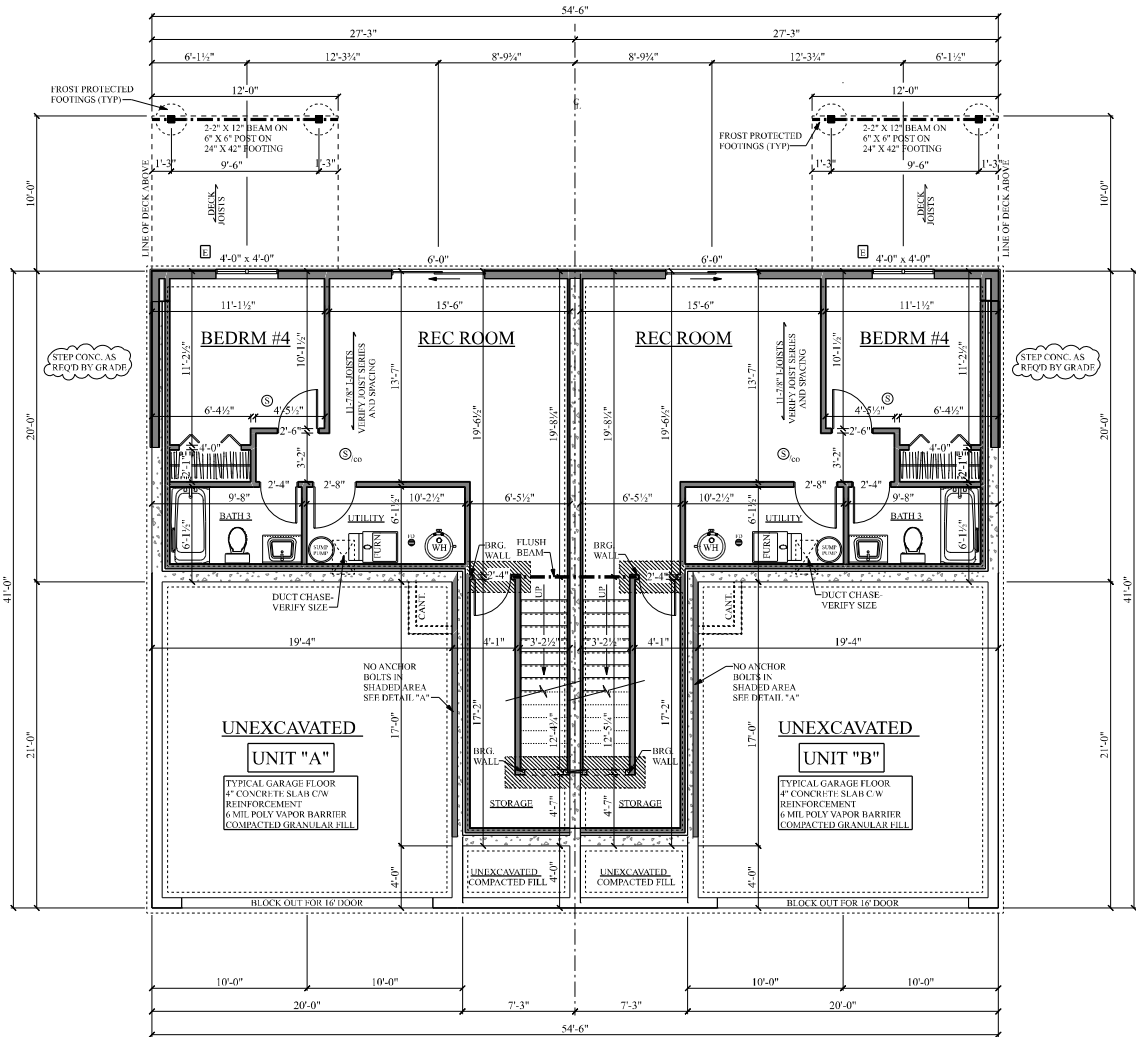 54'-6"
27'-3" 27'-3"
6'-1½" 12'-3¾" 8'-9¾" 8'-9¾" 12'-3¾" 6'-1½"
FROST PROTECTED
FOOTINGS (TYP)
12'-0"
2-2" X 12" BEAM ON
6" X 6" POST ON
24" X 42" FOOTING
1'-3" 9'-6" 1'-3"
10'-0"
LINE OF DECK ABOVE
DECK
JOISTS
E
4'-0" x 4'-0"
6'-0"
12'-0"
FROST PROTECTED
FOOTINGS (TYP)
2-2" X 12" BEAM ON
6" X 6" POST ON
24" X 42" FOOTING
1'-3" 9'-6" 1'-3"
10'-0"
LINE OF DECK ABOVE
DECK
JOISTS
E
4'-0" x 4'-0"
6'-0"
11'-1½" 15'-6" 15'-6" 11'-1½"
BEDRM #4 REC ROOM REC ROOM BEDRM #4
STEP CONC. AS
REQ'D BY GRADE
STEP CONC. AS
REQ'D BY GRADE
11'-2½"
10'-1½"
11-7/8" I-JOISTS
VERIFY JOIST SERIES
AND SPACING
13'-7"
19'-6½"
19'-8¼"
19'-6½"
13'-7"
11-7/8" I-JOISTS
VERIFY JOIST SERIES
AND SPACING
10'-1½"
11'-2½"
S
S
6'-4½" 4'-5½" 4'-5½" 6'-4½"
2'-6" 2'-6"
4'-0" 4'-0"
3'-2" 3'-2"
S/CO
S/CO
2'-1" 2'-1"
20'-0" 20'-0"
41'-0" 41'-0"
2'-4" 2'-8" 2'-8" 2'-4"
9'-8" 10'-2½" 6'-5½" 6'-5½" 10'-2½" 9'-8"
BATH 3 UTILITY UTILITY BATH 3
6'-1½" 6'-1½" 6'-1½" 6'-1½"
SUMP
PUMP
FURN
FD
WH
WH
FD
FURN
SUMP
PUMP
BRG.
WALL
FLUSH
BEAM
BRG.
WALL
2'-4" 2'-4"
DUCT CHASE-
VERIFY SIZE
DUCT CHASE-
VERIFY SIZE
CANT.
CANT.
UP UP
19'-4" 4'-1" 3'-2½" 3'-2½" 4'-1" 19'-4"
NO ANCHOR
BOLTS IN
SHADED AREA
SEE DETAIL "A"
NO ANCHOR
BOLTS IN
SHADED AREA
SEE DETAIL "A"
17'-0" 17'-2" 12'-4¾" 12'-5¼" 17'-2" 17'-0"
UNEXCAVATED UNEXCAVATED
UNIT "A" UNIT "B"
TYPICAL GARAGE FLOOR
4" CONCRETE SLAB C/W
REINFORCEMENT
6 MIL POLY VAPOR BARRIER
COMPACTED GRANULAR FILL
TYPICAL GARAGE FLOOR
4" CONCRETE SLAB C/W
REINFORCEMENT
6 MIL POLY VAPOR BARRIER
COMPACTED GRANULAR FILL
21'-0" 21'-0"
BRG.
WALL
BRG.
WALL
STORAGE STORAGE
4'-7" 4'-7"
UNEXCAVATED
COMPACTED FILL
UNEXCAVATED
COMPACTED FILL
4'-0" 4'-0" 4'-0" 4'-0"
BLOCK OUT FOR 16' DOOR BLOCK OUT FOR 16' DOOR
10'-0" 10'-0" 10'-0" 10'-0"
20'-0" 7'-3" 7'-3" 20'-0"
54'-6"